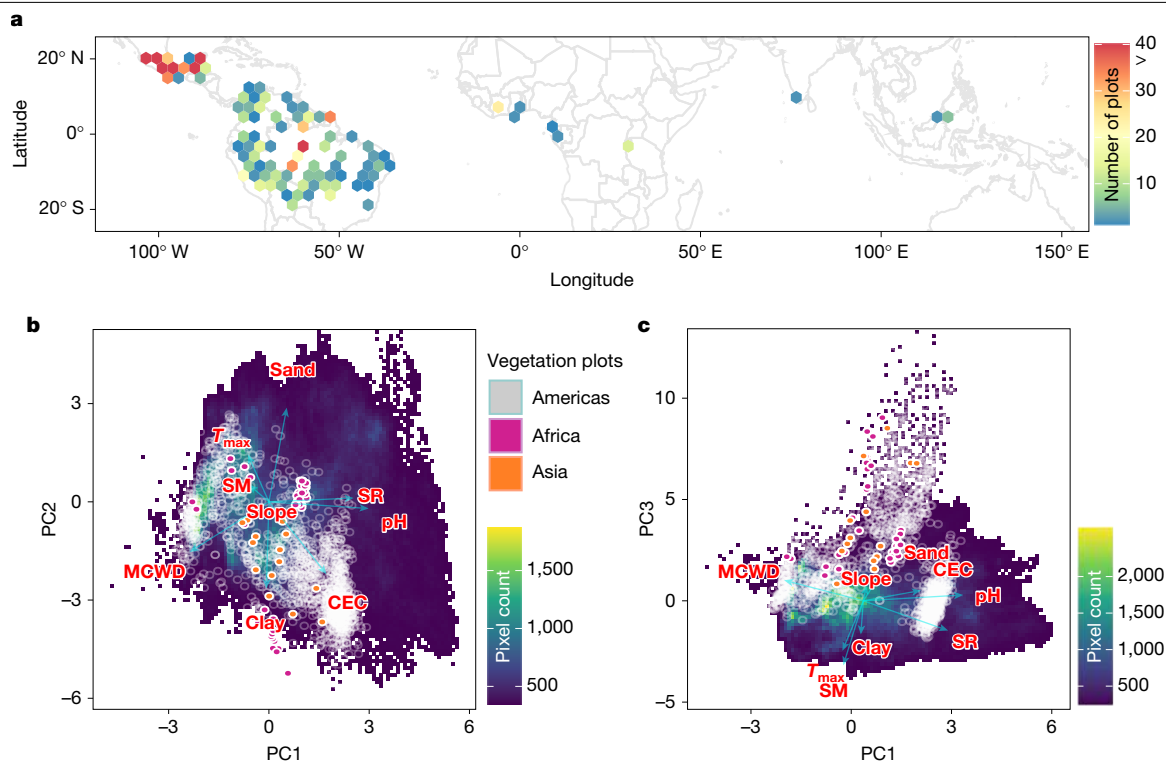 a
20° N
0°
20° S
Latitude
100° W
50° W
0°
50° E
100° E
150° E
Longitude
40
>
30
20
10
Number of plots
b
3
0
−3
−6
PC2
−3
0
3
6
PC1
Sand
Tmax
SM
SR
Slope
pH
MCWD
CEC
Clay
Vegetation plots
Americas
Africa
Asia
1,500
1,000
500
Pixel count
c
10
5
0
−5
PC3
−3
0
3
6
PC1
Sand
MCWD
CEC
Slope
pH
Clay
SR
Tmax
SM
2,000
1,500
1,000
500
Pixel count